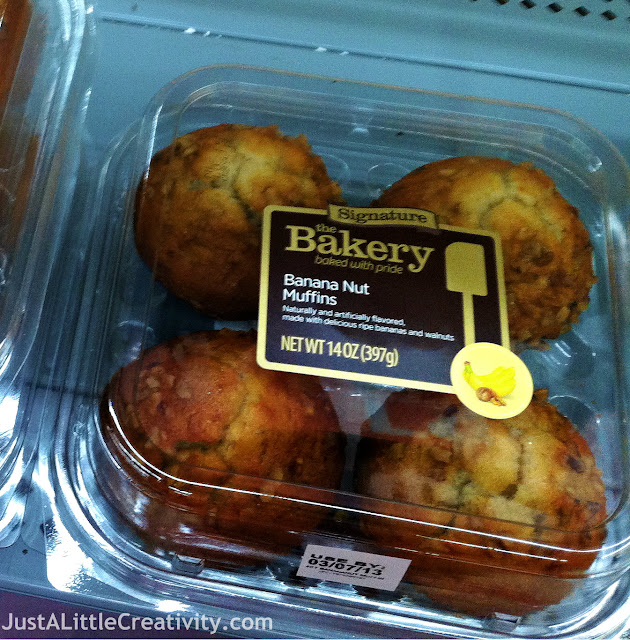 Signature
the
Bakery
baked with pride
Banana Nut
Muffins
Naturally and artificially flavored,
made with delicious ripe bananas and walnuts
NET WT 14 OZ (397g)
USE BY:
03/07/13
JustALittleCreativity.com